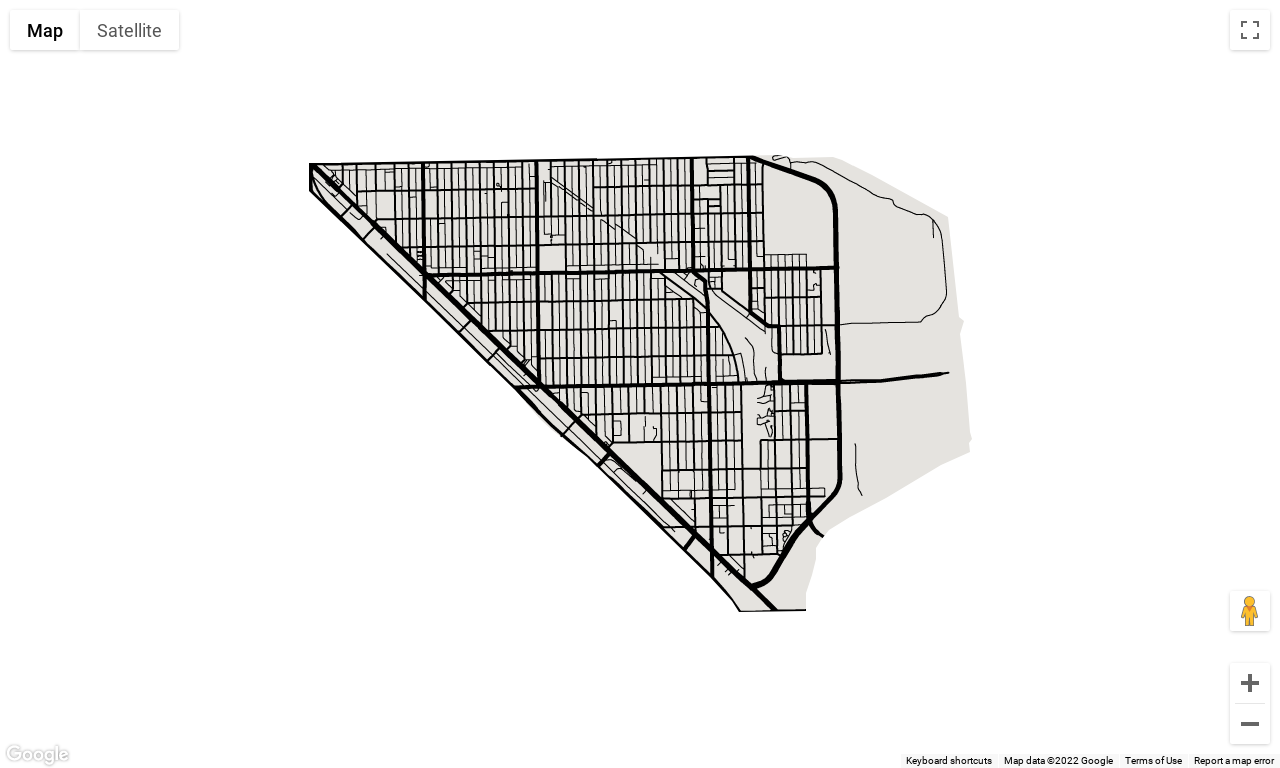 Map
Satellite
Google
Keyboard shortcuts
Map data ©2022 Google
Terms of Use
Report a map error